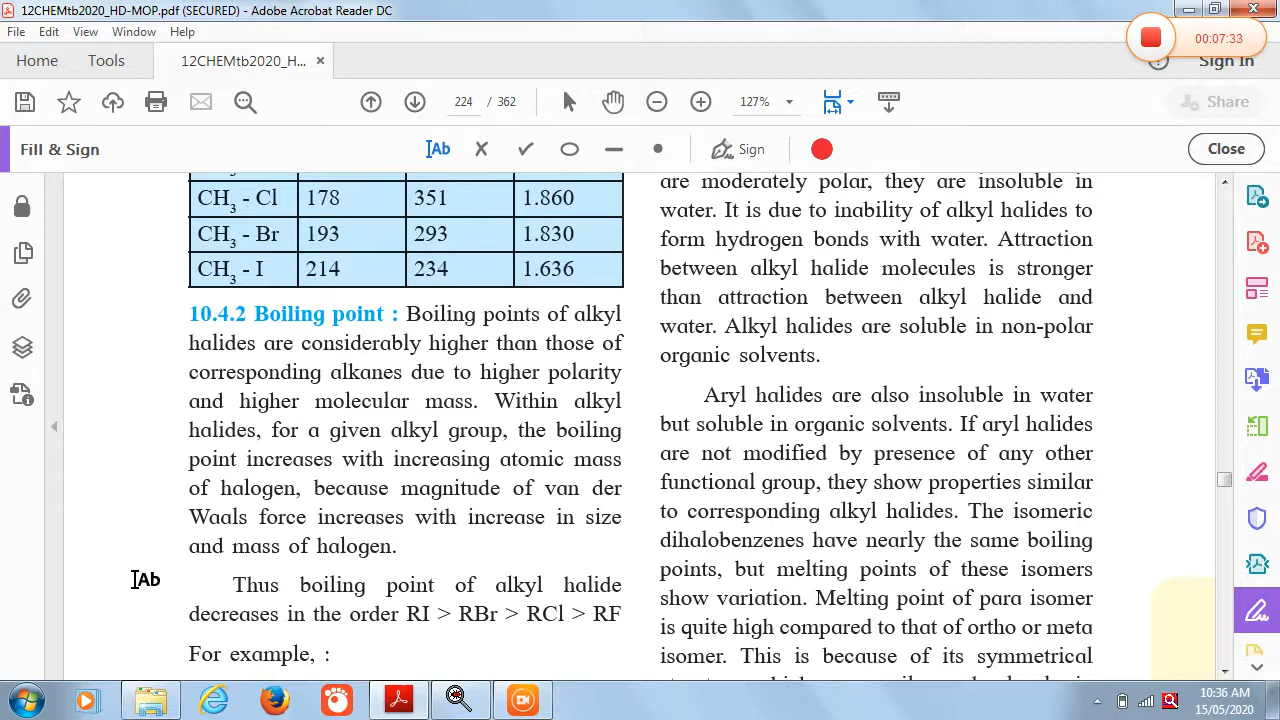 12CHEMtb2020_HD-MOP.pdf (SECURED) - Adobe Acrobat Reader DC
File Edit View Window Help
00:07:33
Home Tools 12CHEMtb2020_H... × Sign In
224 / 362 127% Share
Fill & Sign Ab Sign Close
CH3 - Cl 178 351 1.860
CH3 - Br 193 293 1.830
CH3 - I 214 234 1.636
10.4.2 Boiling point : Boiling points of alkyl
halides are considerably higher than those of
corresponding alkanes due to higher polarity
and higher molecular mass. Within alkyl
halides, for a given alkyl group, the boiling
point increases with increasing atomic mass
of halogen, because magnitude of van der
Waals force increases with increase in size
and mass of halogen.
Ab
Thus boiling point of alkyl halide
decreases in the order RI > RBr > RCl > RF
For example, :
are moderately polar, they are insoluble in
water. It is due to inability of alkyl halides to
form hydrogen bonds with water. Attraction
between alkyl halide molecules is stronger
than attraction between alkyl halide and
water. Alkyl halides are soluble in non-polar
organic solvents.
Aryl halides are also insoluble in water
but soluble in organic solvents. If aryl halides
are not modified by presence of any other
functional group, they show properties similar
to corresponding alkyl halides. The isomeric
dihalobenzenes have nearly the same boiling
points, but melting points of these isomers
show variation. Melting point of para isomer
is quite high compared to that of ortho or meta
isomer. This is because of its symmetrical
10:36 AM
15/05/2020